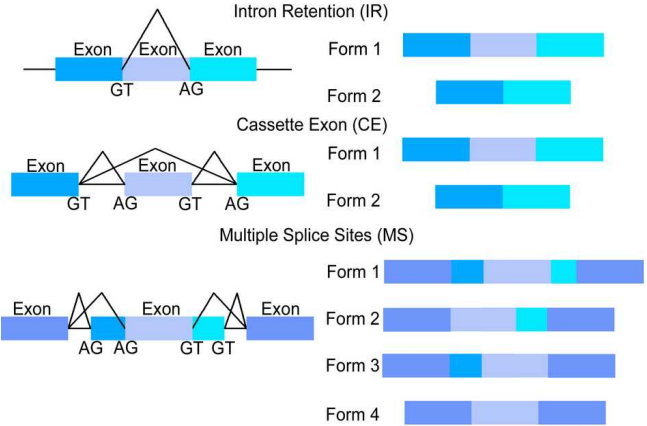 Intron Retention (IR)
Exon Exon Exon
GT AG
Form 1
Form 2
Cassette Exon (CE)
Exon Exon Exon
GT AG GT AG
Form 1
Form 2
Multiple Splice Sites (MS)
Exon Exon Exon
AG AG GT GT
Form 1
Form 2
Form 3
Form 4